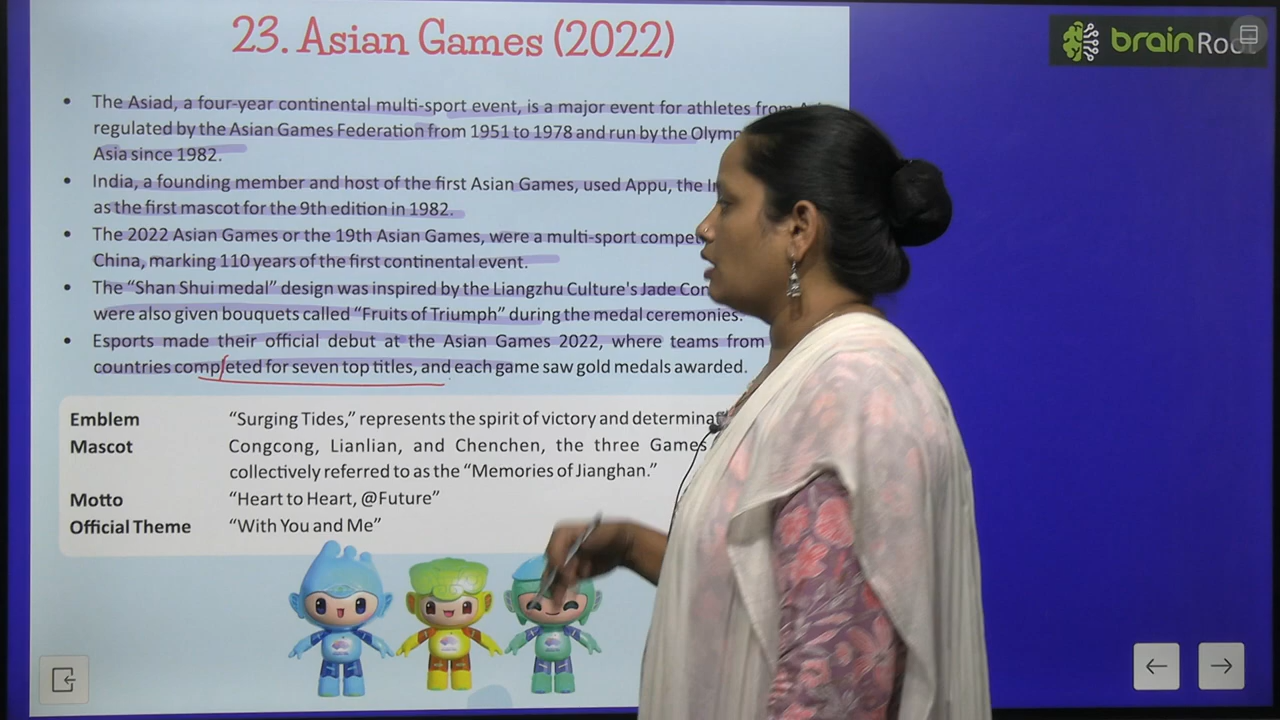 23. Asian Games (2022)
brainRoo
• The Asiad, a four-year continental multi-sport event, is a major event for athletes from
regulated by the Asian Games Federation from 1951 to 1978 and run by the Olymp
Asia since 1982.
• India, a founding member and host of the first Asian Games, used Appu, the
as the first mascot for the 9th edition in 1982.
• The 2022 Asian Games or the 19th Asian Games, were a multi-sport compet
China, marking 110 years of the first continental event.
• The “Shan Shui medal” design was inspired by the Liangzhu Culture's Jade Con
were also given bouquets called “Fruits of Triumph” during the medal ceremonies.
• Esports made their official debut at the Asian Games 2022, where teams from
countries completed for seven top titles, and each game saw gold medals awarded.
Emblem “Surging Tides,” represents the spirit of victory and determinat
Mascot Congcong, Lianlian, and Chenchen, the three Games
collectively referred to as the “Memories of Jianghan.”
Motto “Heart to Heart, @Future”
Official Theme “With You and Me”